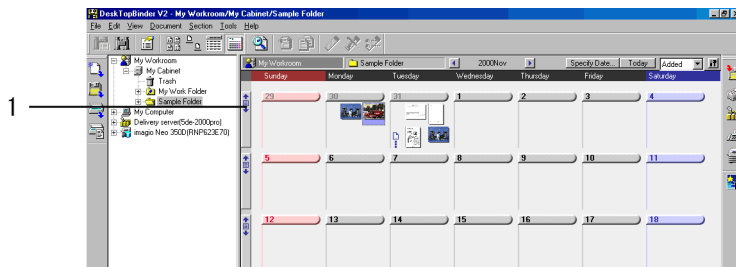 DeskTopBinder V2 - My Workroom/My Cabinet/Sample Folder
File Edit View Document Section Tools Help
My Workroom
My Cabinet
Trash
My Work Folder
Sample Folder
My Computer
Delivery server(5de-2000pro)
imagio Neo 350D(RNP623E70)
My Workroom Sample Folder 2000Nov Specify Date... Today Added
Sunday Monday Tuesday Wednesday Thursday Friday Saturday
1
29 30 31 1 2 3 4
5 6 7 8 9 10 11
12 13 14 15 16 17 18